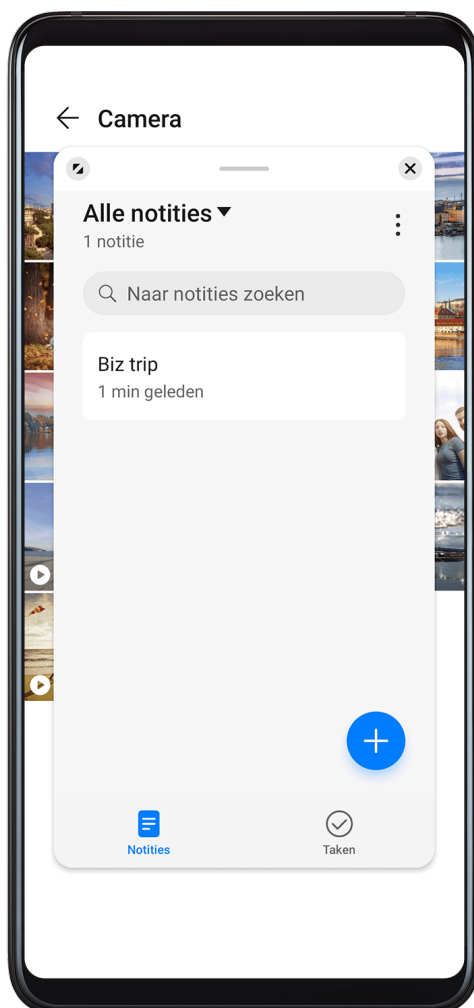 Camera
Alle notities
1 notitie
Naar notities zoeken
Biz trip
1 min geleden
Notities
Taken